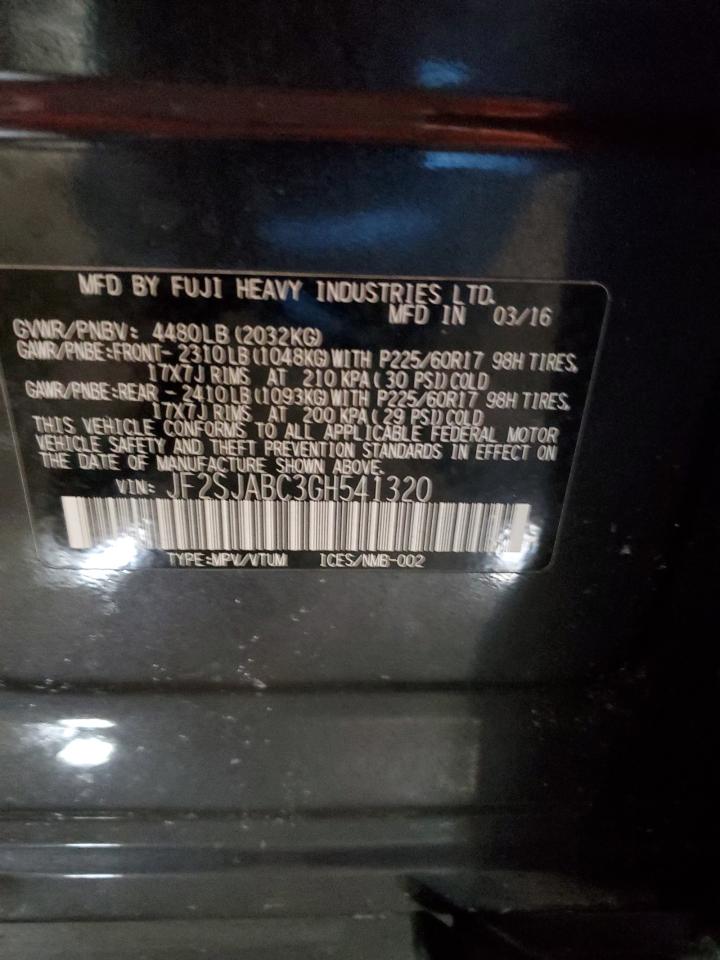 MFD BY FUJI HEAVY INDUSTRIES LTD.
MFD IN 03/16
GVWR/PNBV: 4480LB (2032KG)
GAWR/PNBE:FRONT- 2310LB (1048KG) WITH P225/60R17 98H TIRES,
17X7J RIMS AT 210 KPA ( 30 PSI) COLD
GAWR/PNBE:REAR - 2410LB (1093KG) WITH P225/60R17 98H TIRES,
17X7J RIMS AT 200 KPA ( 29 PSI) COLD
THIS VEHICLE CONFORMS TO ALL APPLICABLE FEDERAL MOTOR
VEHICLE SAFETY AND THEFT PREVENTION STANDARDS IN EFFECT ON
THE DATE OF MANUFACTURE SHOWN ABOVE.
VIN: JF2SJABC3GH541320
TYPE:MPV/VTUM ICES/NMB-002